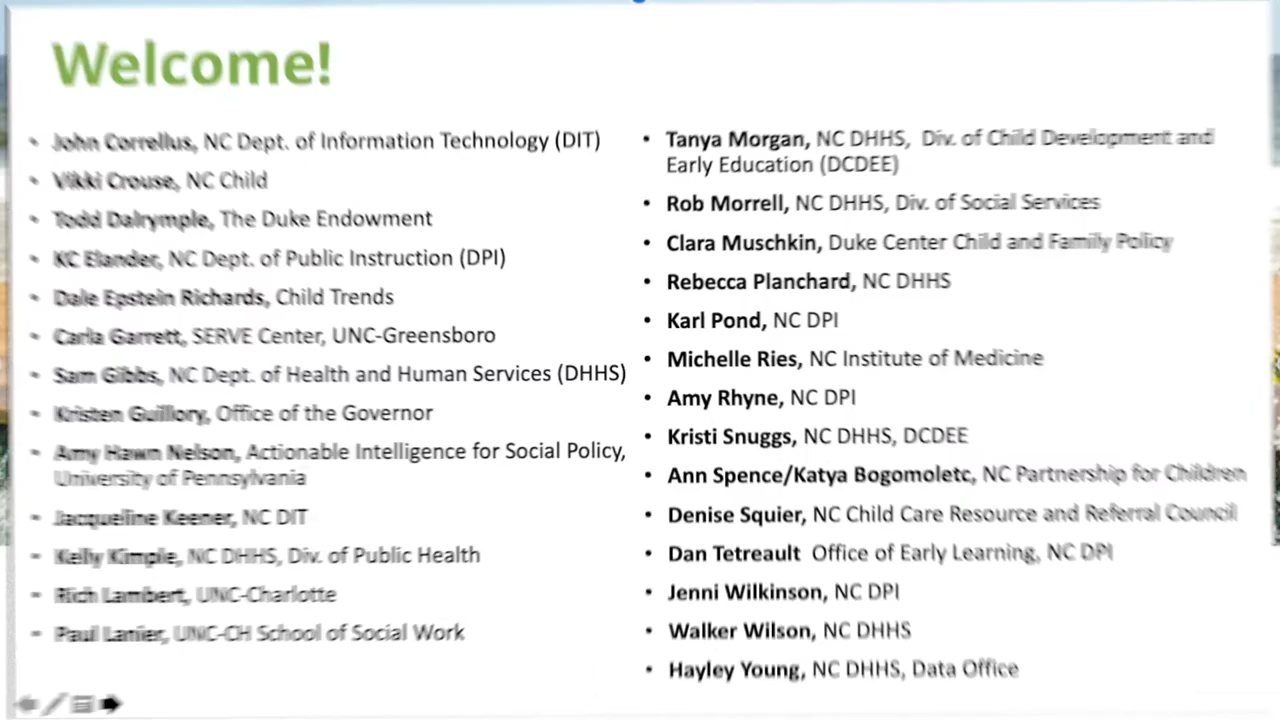 Welcome!
• John Correllus, NC Dept. of Information Technology (DIT)
• Vikki Crouse, NC Child
• Todd Dalrymple, The Duke Endowment
• KC Elander, NC Dept. of Public Instruction (DPI)
• Dale Epstein Richards, Child Trends
• Carla Garrett, SERVE Center, UNC-Greensboro
• Sam Gibbs, NC Dept. of Health and Human Services (DHHS)
• Kristen Guillory, Office of the Governor
• Amy Hawn Nelson, Actionable Intelligence for Social Policy,
University of Pennsylvania
• Jacqueline Keener, NC DIT
• Kelly Kimple, NC DHHS, Div. of Public Health
• Rich Lambert, UNC-Charlotte
• Paul Lanier, UNC-CH School of Social Work
• Tanya Morgan, NC DHHS, Div. of Child Development and
Early Education (DCDEE)
• Rob Morrell, NC DHHS, Div. of Social Services
• Clara Muschkin, Duke Center Child and Family Policy
• Rebecca Planchard, NC DHHS
• Karl Pond, NC DPI
• Michelle Ries, NC Institute of Medicine
• Amy Rhyne, NC DPI
• Kristi Snuggs, NC DHHS, DCDEE
• Ann Spence/Katya Bogomoletc, NC Partnership for Children
• Denise Squier, NC Child Care Resource and Referral Council
• Dan Tetreault Office of Early Learning, NC DPI
• Jenni Wilkinson, NC DPI
• Walker Wilson, NC DHHS
• Hayley Young, NC DHHS, Data Office